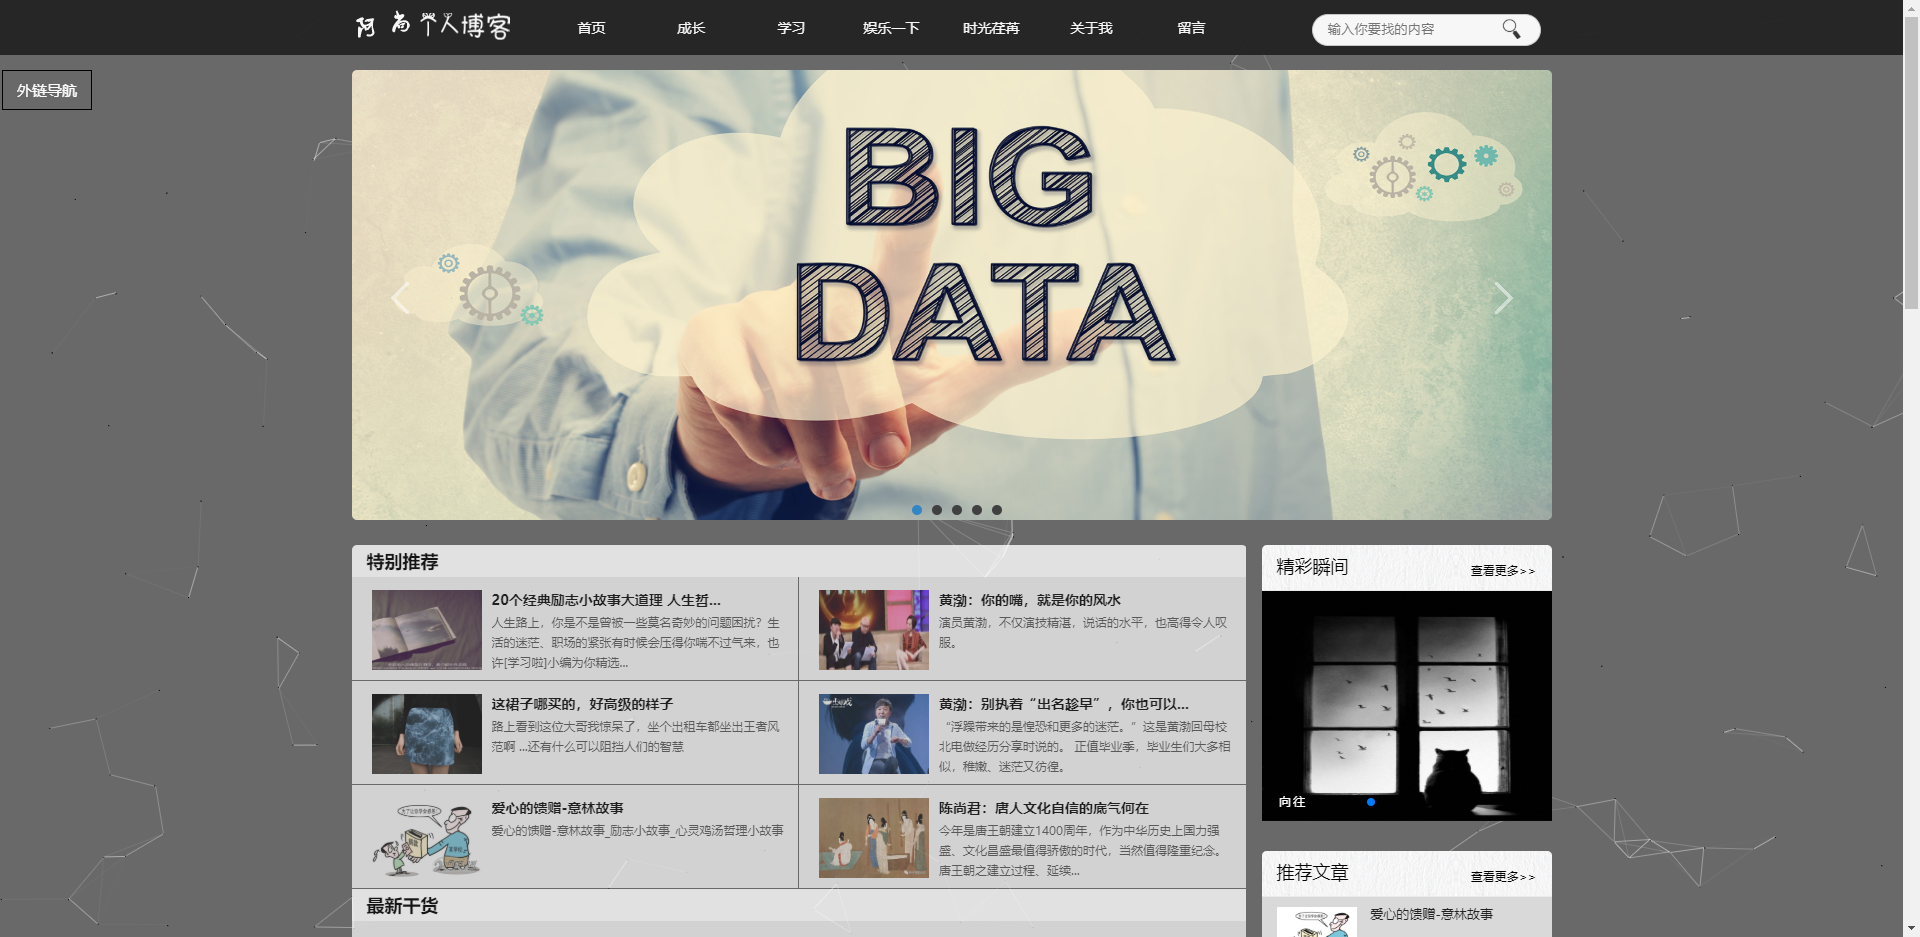 阿尚个人博客
首页
成长
学习
娱乐一下
时光荏苒
关于我
留言
输入你要找的内容
外链导航
BIG
DATA
特别推荐
20个经典励志小故事大道理 人生哲...
人生路上，你是不是曾被一些莫名奇妙的问题困扰？生
活的迷茫、职场的紧张有时候会压得你喘不过气来，也
许[学习啦]小编为你精选...
黄渤：你的嘴，就是你的风水
演员黄渤，不仅演技精湛，说话的水平，也高得令人叹
服。
这裙子哪买的，好高级的样子
路上看到这位大哥我惊呆了，坐个出租车都坐出王者风
范啊 ...还有什么可以阻挡人们的智慧
黄渤：别执着“出名趁早”，你也可以...
“浮躁带来的是惶恐和更多的迷茫。”这是黄渤回母校
北电做经历分享时说的。 正值毕业季，毕业生们大多相
似，稚嫩、迷茫又彷徨。
爱心的馈赠-意林故事
爱心的馈赠-意林故事_励志小故事_心灵鸡汤哲理小故事
陈尚君：唐人文化自信的底气何在
今年是唐王朝建立1400周年，作为中华历史上国力强
盛、文化昌盛最值得骄傲的时代，当然值得隆重纪念。
唐王朝之建立过程、延续...
最新干货
精彩瞬间
查看更多>>
向往
推荐文章
查看更多>>
爱心的馈赠-意林故事